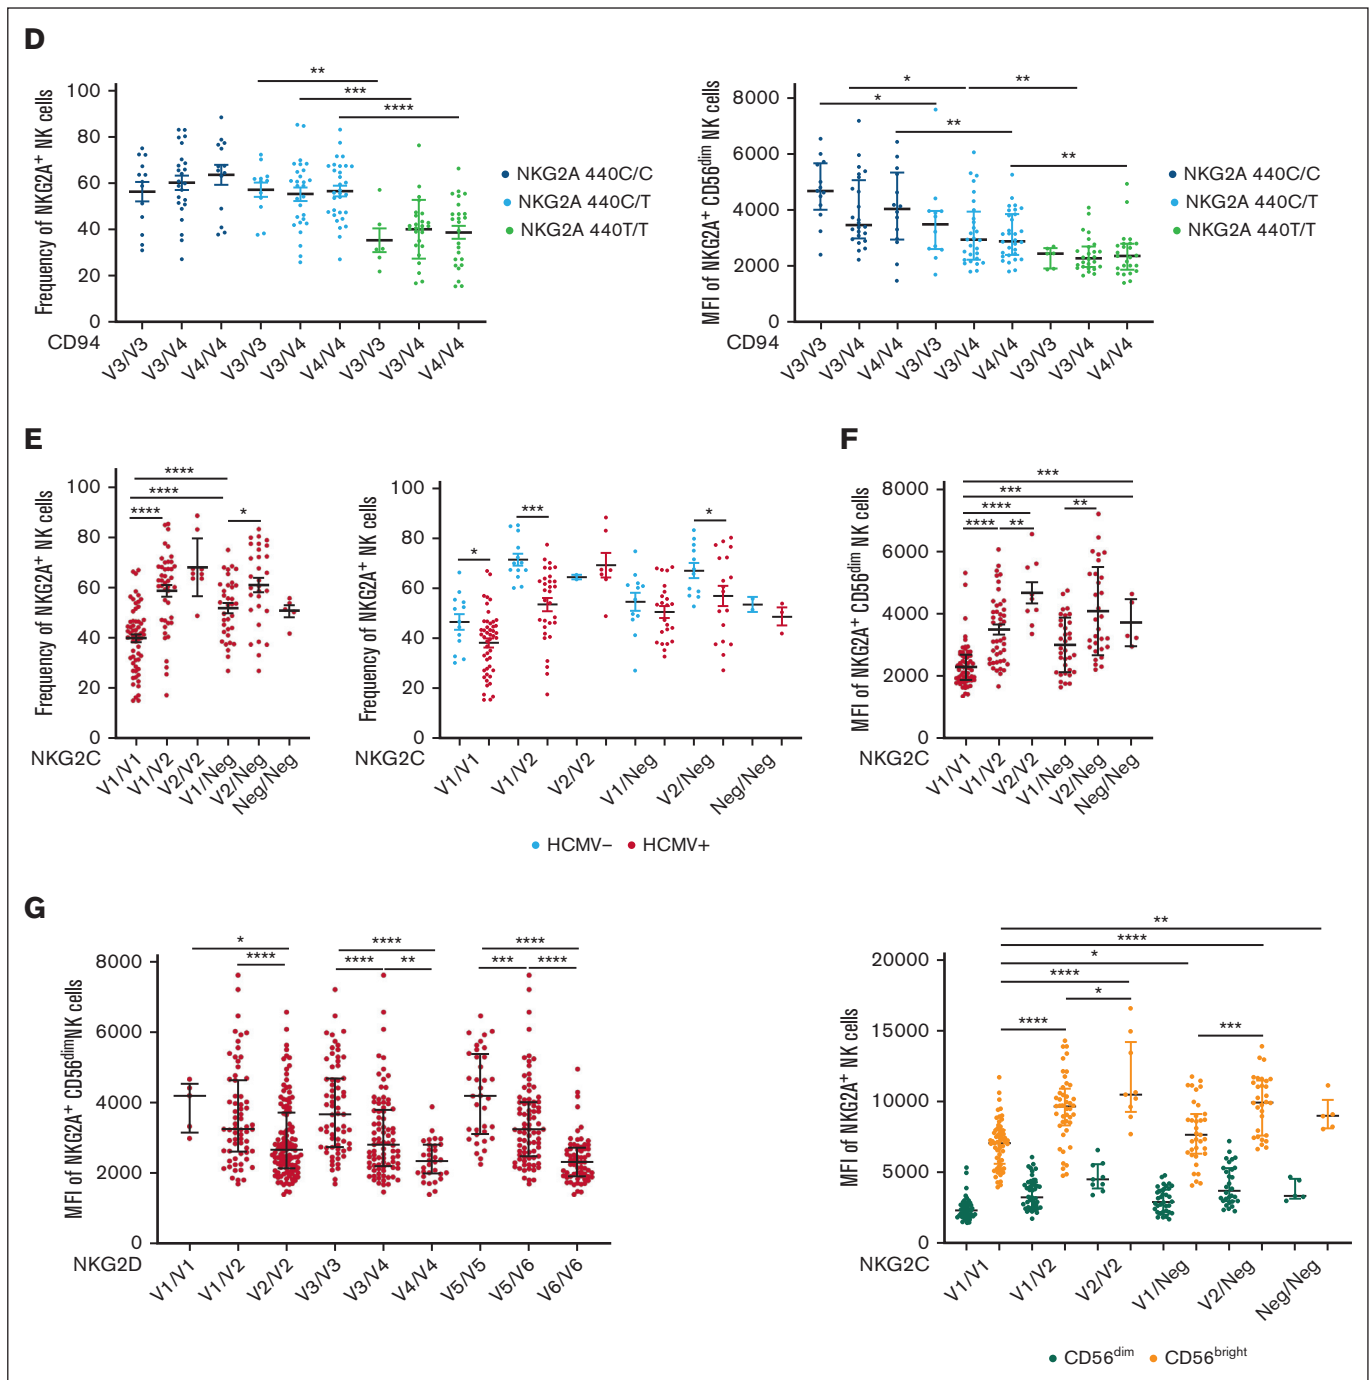 D
Frequency of NKG2A⁺ NK cells
100
80
60
40
20
0
** *** ****
CD94
V3/V3 V3/V4 V4/V4 V3/V3 V3/V4 V4/V4 V3/V3 V3/V4 V4/V4
NKG2A 440C/C
NKG2A 440C/T
NKG2A 440T/T
MFI of NKG2A⁺ CD56ᵈⁱᵐ NK cells
8000
6000
4000
2000
0
* ** * ** **
CD94
V3/V3 V3/V4 V4/V4 V3/V3 V3/V4 V4/V4 V3/V3 V3/V4 V4/V4
NKG2A 440C/C
NKG2A 440C/T
NKG2A 440T/T
E
Frequency of NKG2A⁺ NK cells
100
80
60
40
20
0
**** **** **** *
NKG2C
V1/V1 V1/V2 V2/V2 V1/Neg V2/Neg Neg/Neg
Frequency of NKG2A⁺ NK cells
100
80
60
40
20
0
* *** *
NKG2C
V1/V1 V1/V2 V2/V2 V1/Neg V2/Neg Neg/Neg
HCMV– HCMV+
F
MFI of NKG2A⁺ CD56ᵈⁱᵐ NK cells
8000
6000
4000
2000
0
*** *** **** **** ** **
NKG2C
V1/V1 V1/V2 V2/V2 V1/Neg V2/Neg Neg/Neg
G
MFI of NKG2A⁺ CD56ᵈⁱᵐNK cells
8000
6000
4000
2000
0
* **** **** **** ** **** *** ****
NKG2D
V1/V1 V1/V2 V2/V2 V3/V3 V3/V4 V4/V4 V5/V5 V5/V6 V6/V6
MFI of NKG2A⁺ NK cells
20000
15000
10000
5000
0
** **** * **** * **** ***
NKG2C
V1/V1 V1/V2 V2/V2 V1/Neg V2/Neg Neg/Neg
CD56ᵈⁱᵐ CD56ᵇʳⁱᵍʰᵗ